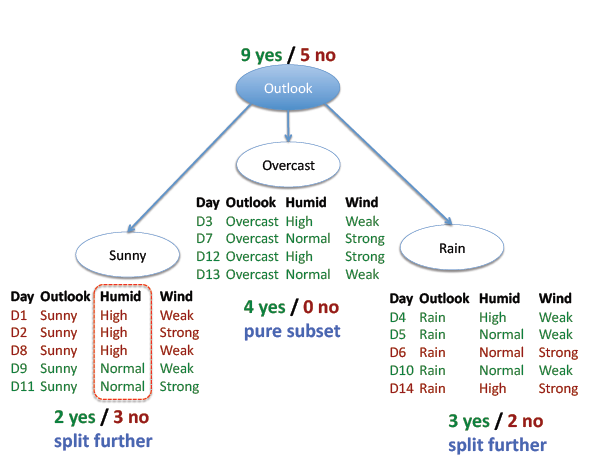 9 yes / 5 no
Outlook
Overcast
Day Outlook Humid Wind
D3 Overcast High Weak
D7 Overcast Normal Strong
D12 Overcast High Strong
D13 Overcast Normal Weak
4 yes / 0 no
pure subset
Sunny
Day Outlook Humid Wind
D1 Sunny High Weak
D2 Sunny High Strong
D8 Sunny High Weak
D9 Sunny Normal Weak
D11 Sunny Normal Strong
2 yes / 3 no
split further
Rain
Day Outlook Humid Wind
D4 Rain High Weak
D5 Rain Normal Weak
D6 Rain Normal Strong
D10 Rain Normal Weak
D14 Rain High Strong
3 yes / 2 no
split further